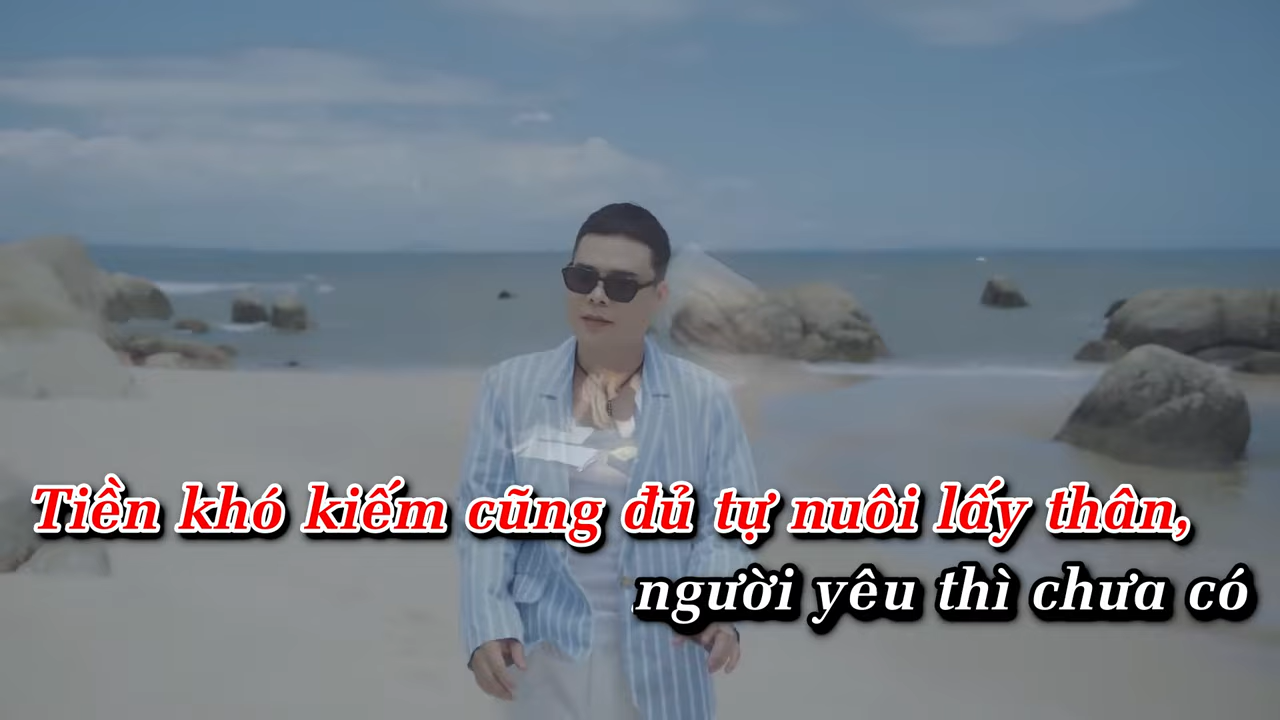 Tiền khó kiếm cũng đủ tự nuôi lấy thân,
người yêu thì chưa có